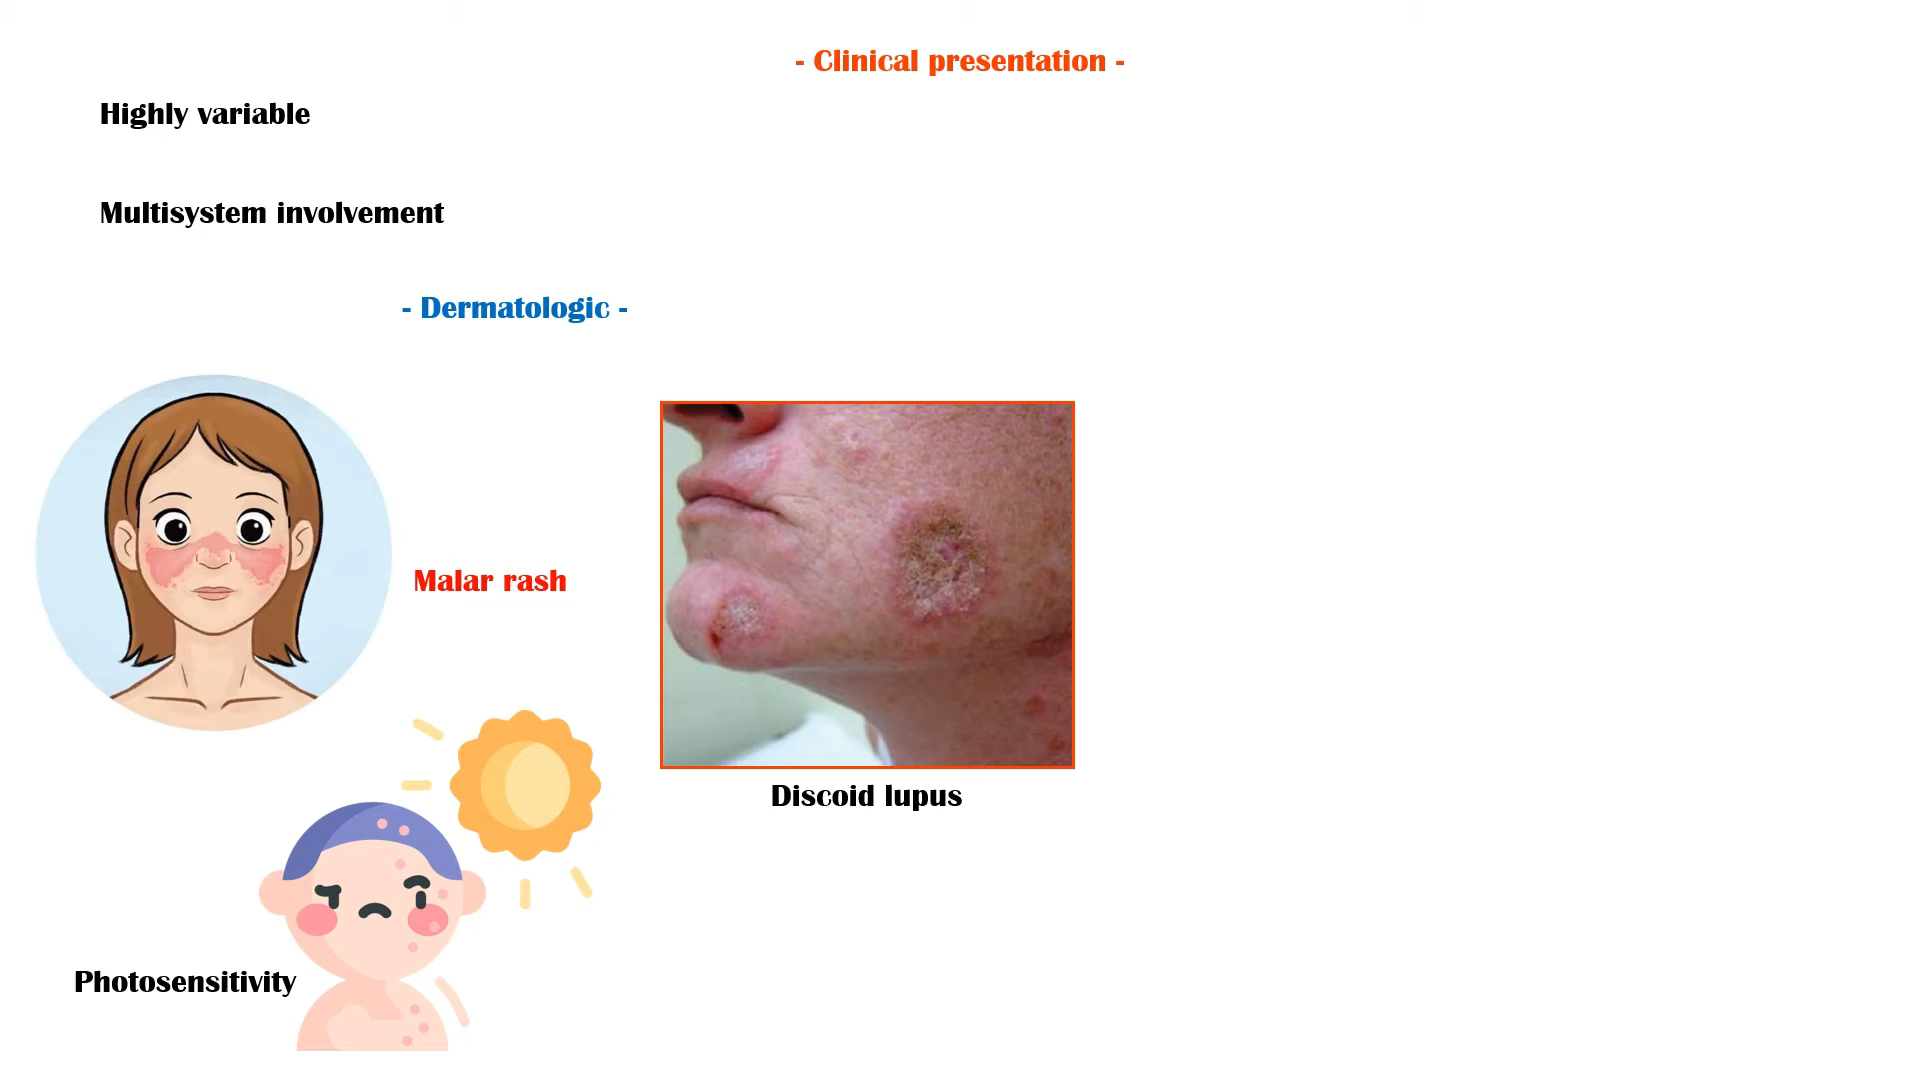 - Clinical presentation -
Highly variable
Multisystem involvement
- Dermatologic -
Malar rash
Discoid lupus
Photosensitivity